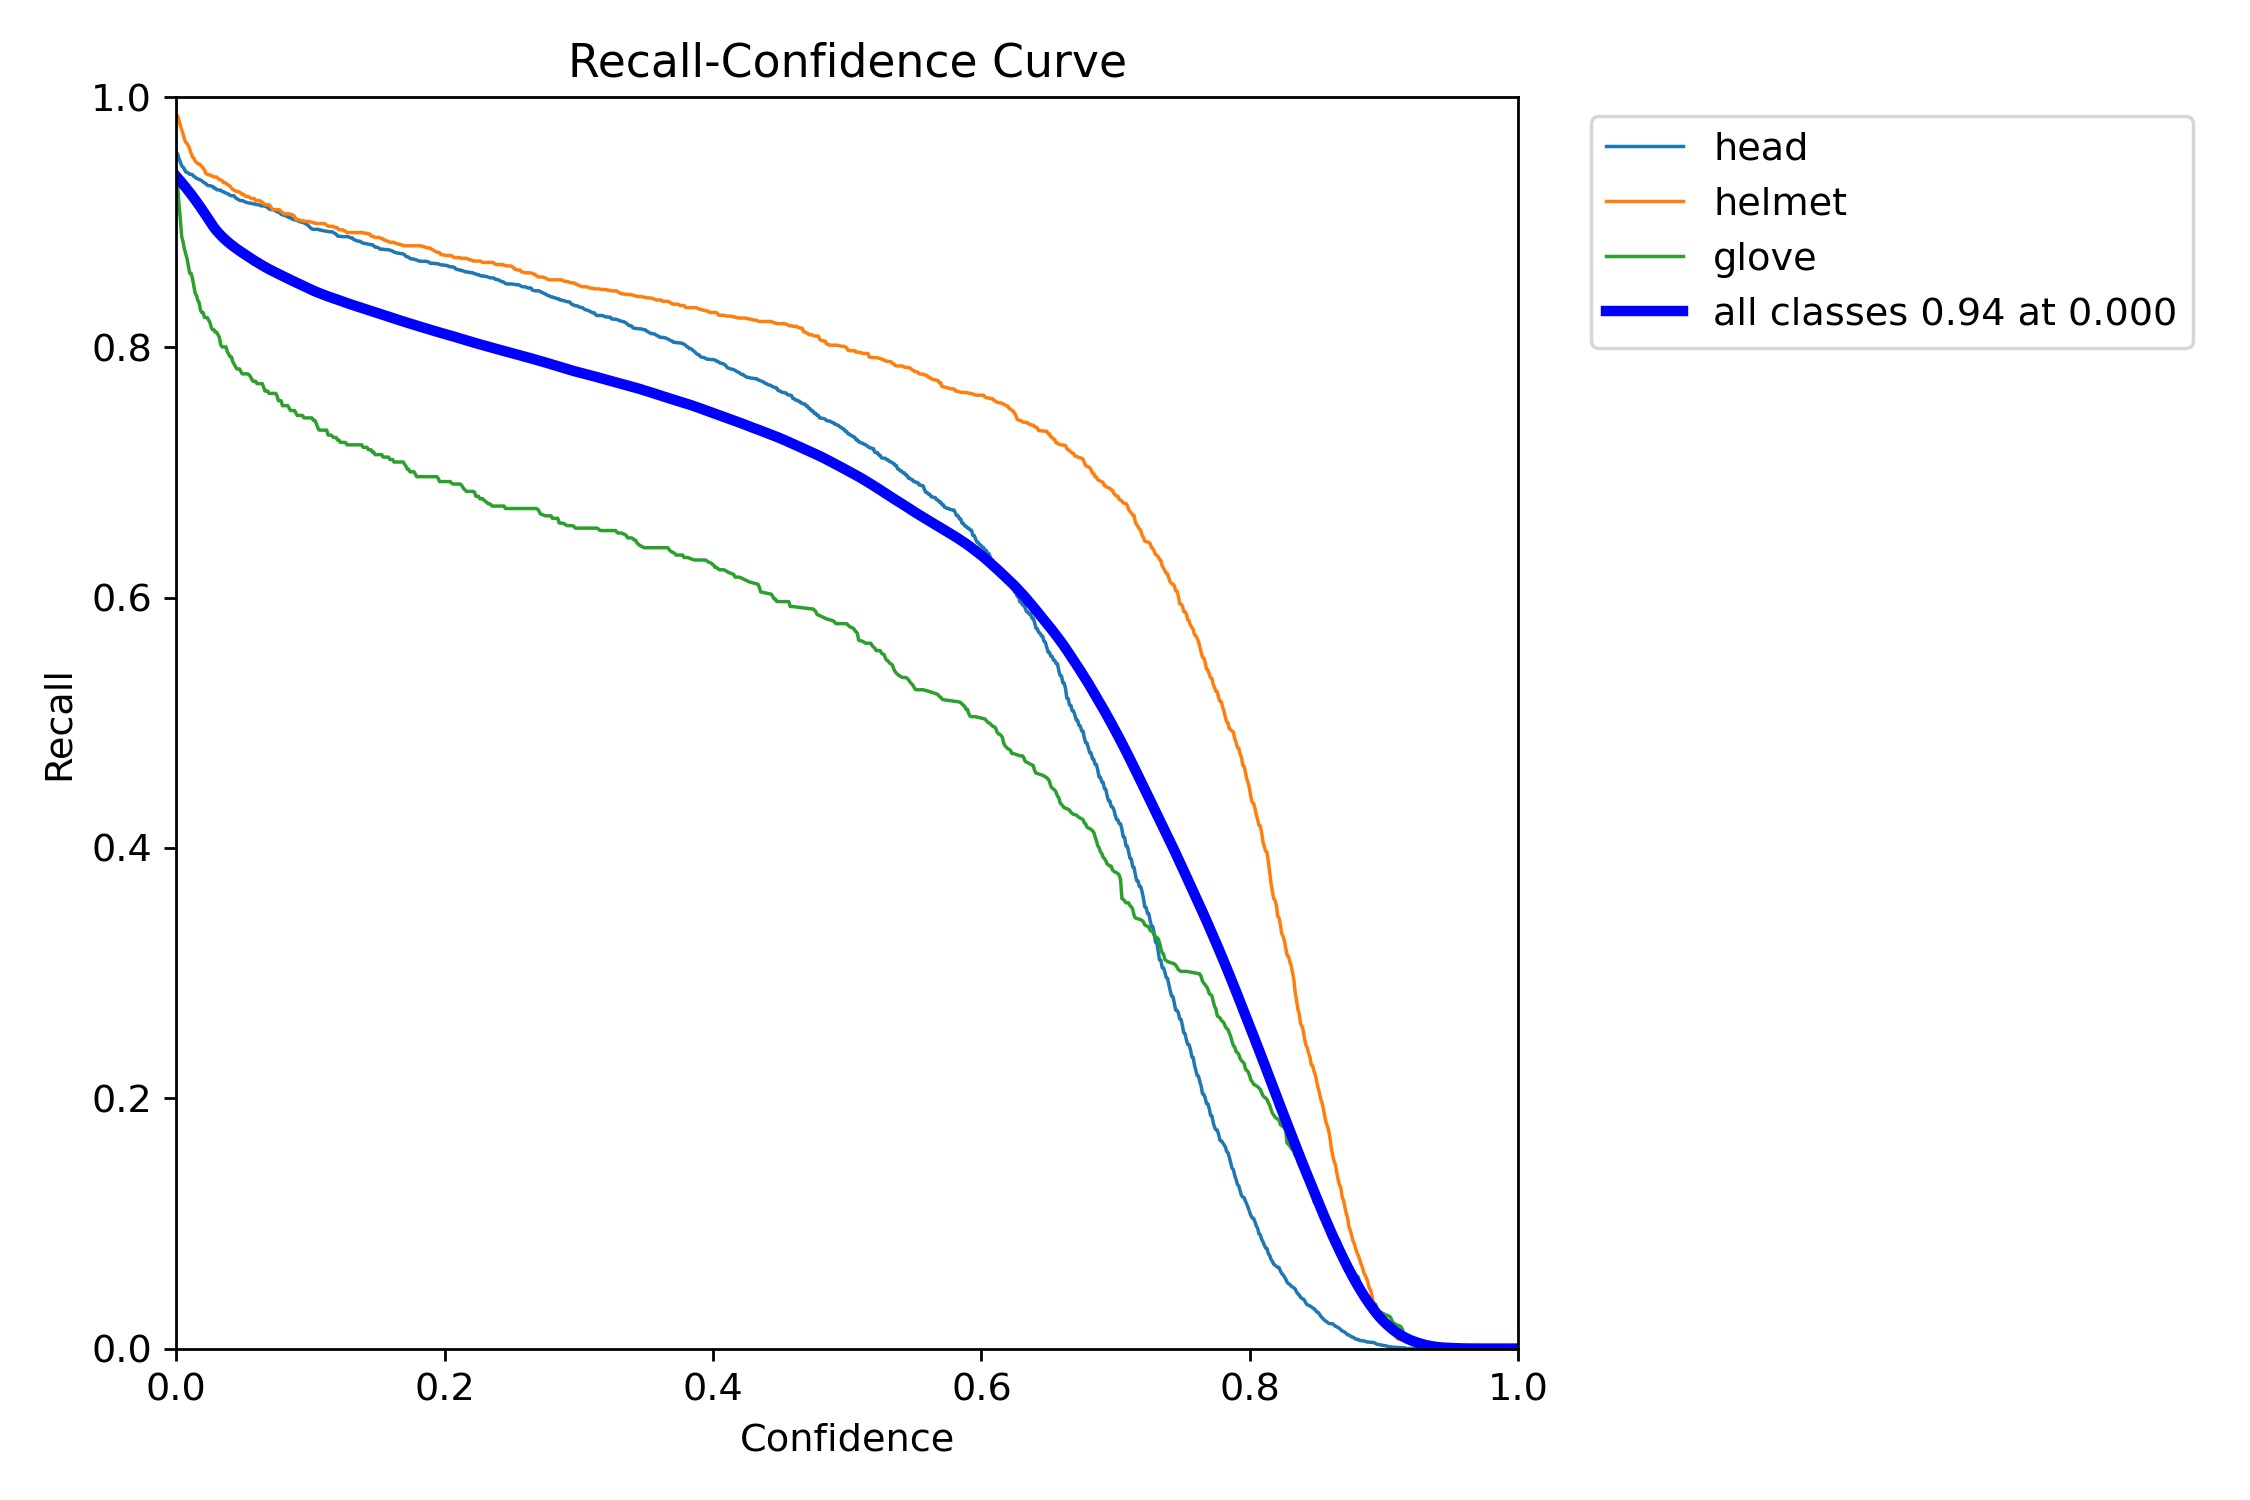 Recall-Confidence Curve
1.0
0.8
0.6
0.4
0.2
0.0
Recall
0.0 0.2 0.4 0.6 0.8 1.0
Confidence
head
helmet
glove
all classes 0.94 at 0.000